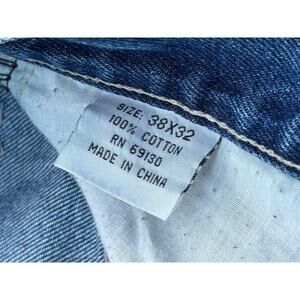 SIZE: 38X32
100% COTTON
RN 69130
MADE IN CHINA